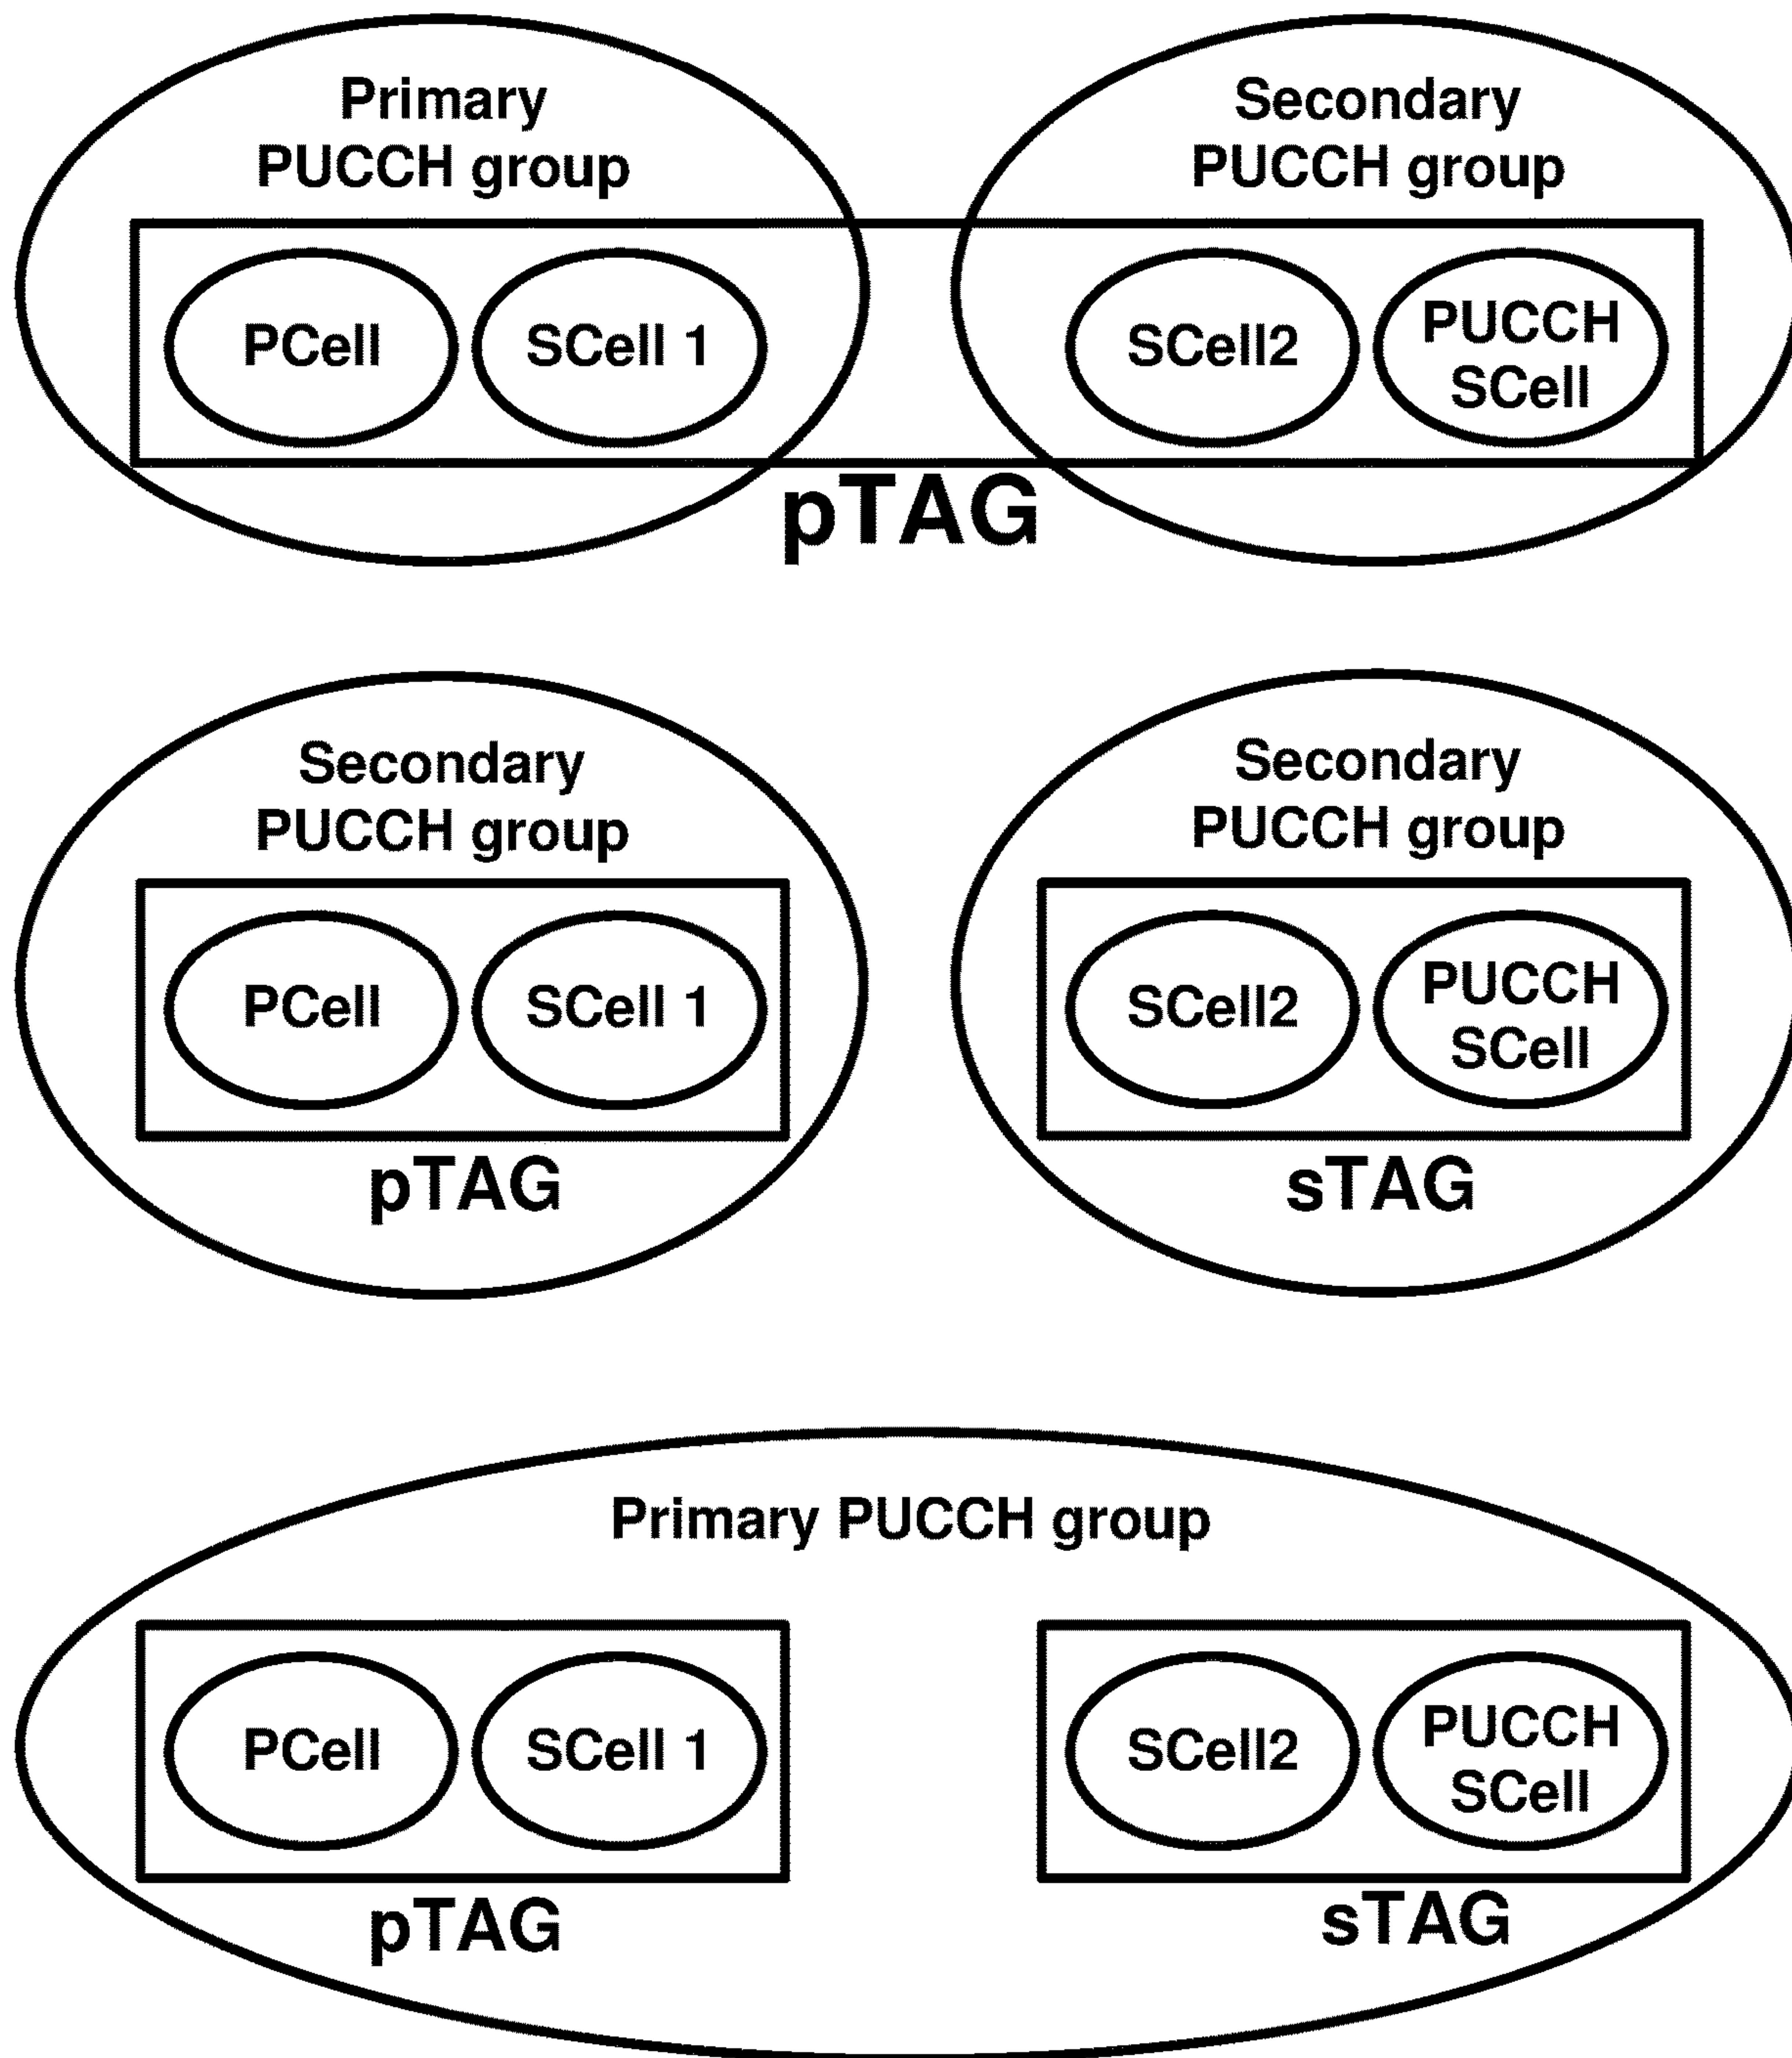 Primary
PUCCH group
Secondary
PUCCH group
PCell
SCell 1
SCell2
PUCCH
SCell
pTAG
Secondary
PUCCH group
Secondary
PUCCH group
PCell
SCell 1
SCell2
PUCCH
SCell
pTAG
sTAG
Primary PUCCH group
PCell
SCell 1
SCell2
PUCCH
SCell
pTAG
sTAG